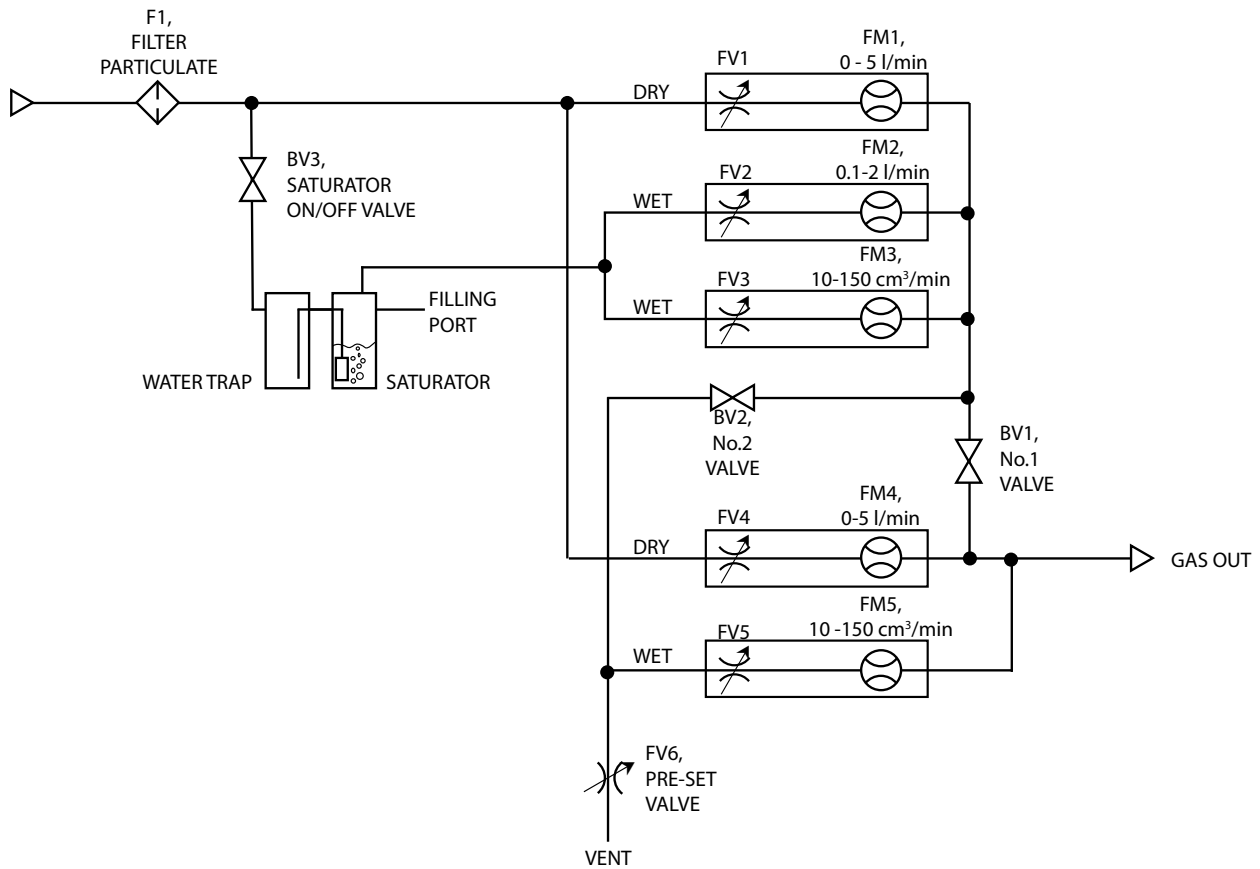 F1,
FILTER
PARTICULATE
BV3,
SATURATOR
ON/OFF VALVE
FILLING
PORT
WATER TRAP
SATURATOR
DRY
FV1
FM1,
0 - 5 l/min
WET
FV2
FM2,
0.1-2 l/min
WET
FV3
FM3,
10-150 cm³/min
BV2,
No.2
VALVE
BV1,
No.1
VALVE
DRY
FV4
FM4,
0-5 l/min
GAS OUT
WET
FV5
FM5,
10 -150 cm³/min
FV6,
PRE-SET
VALVE
VENT